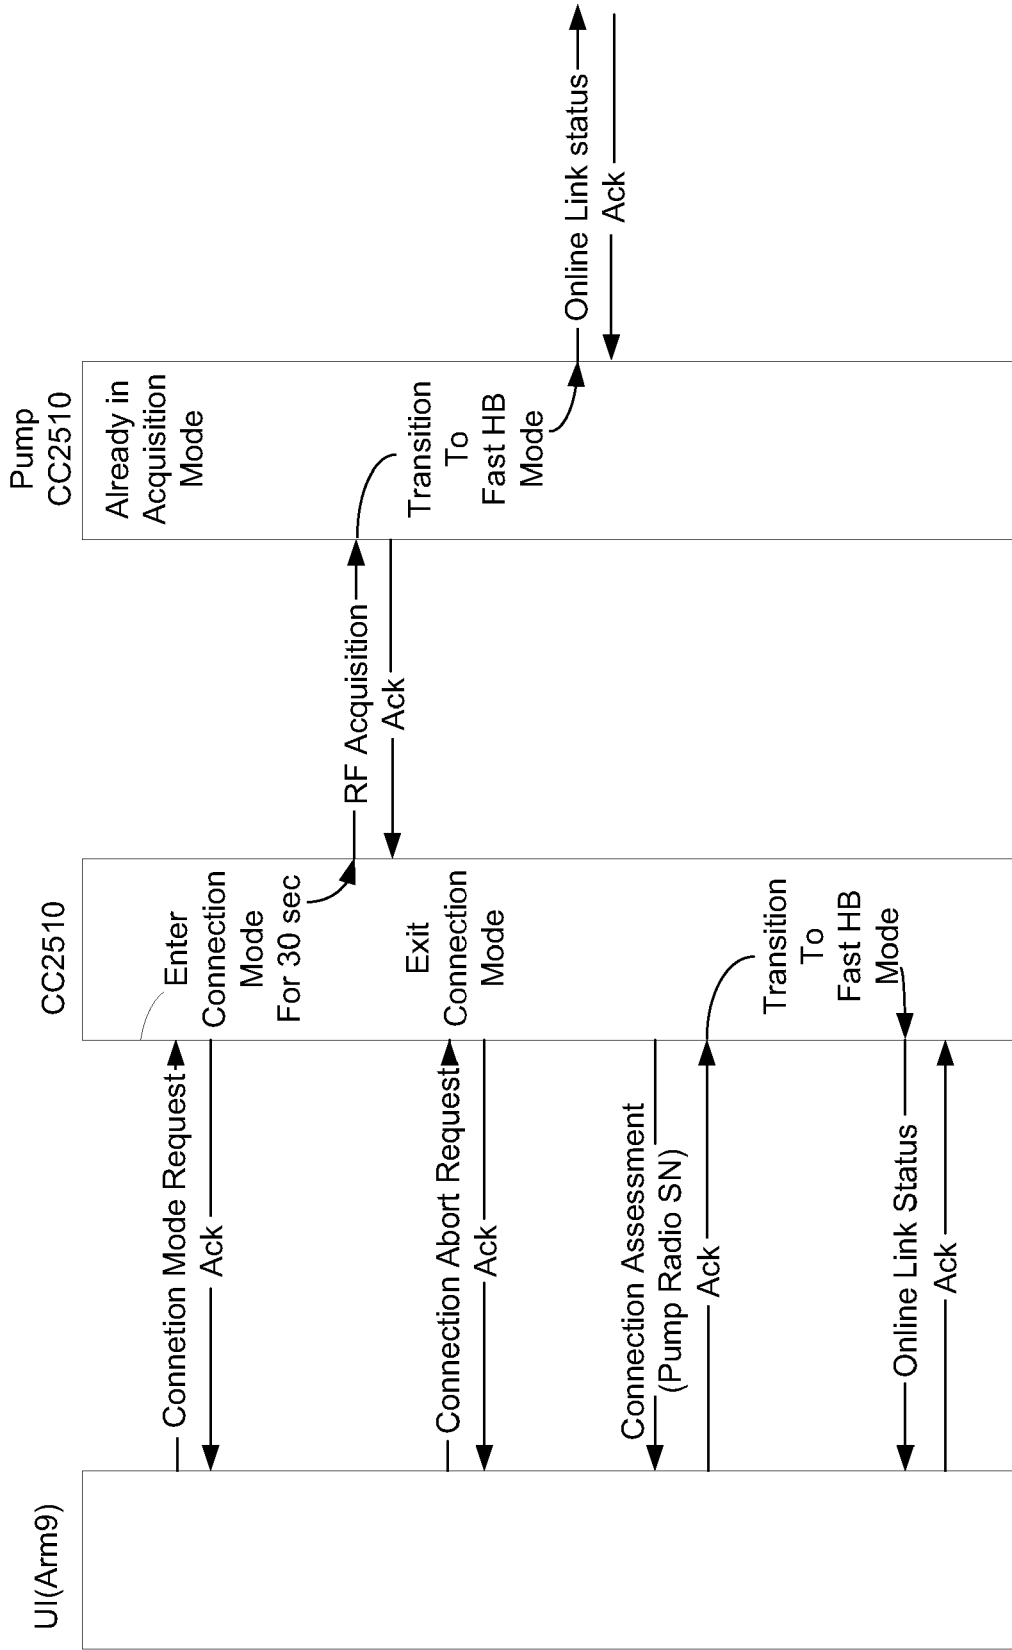 UI(Arm9)
CC2510
Pump
CC2510
Connetion Mode Request
Ack
Enter
Connection
Mode
For 30 sec
Already in
Acquisition
Mode
RF Acquisition
Ack
Transition
To
Fast HB
Mode
Connection Abort Request
Ack
Exit
Connection
Mode
Online Link status
Ack
Connection Assessment
(Pump Radio SN)
Ack
Transition
To
Fast HB
Mode
Online Link Status
Ack